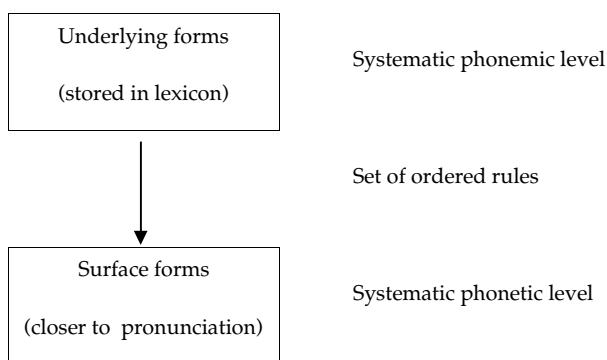 Underlying forms
(stored in lexicon)
Systematic phonemic level
Set of ordered rules
Surface forms
(closer to pronunciation)
Systematic phonetic level